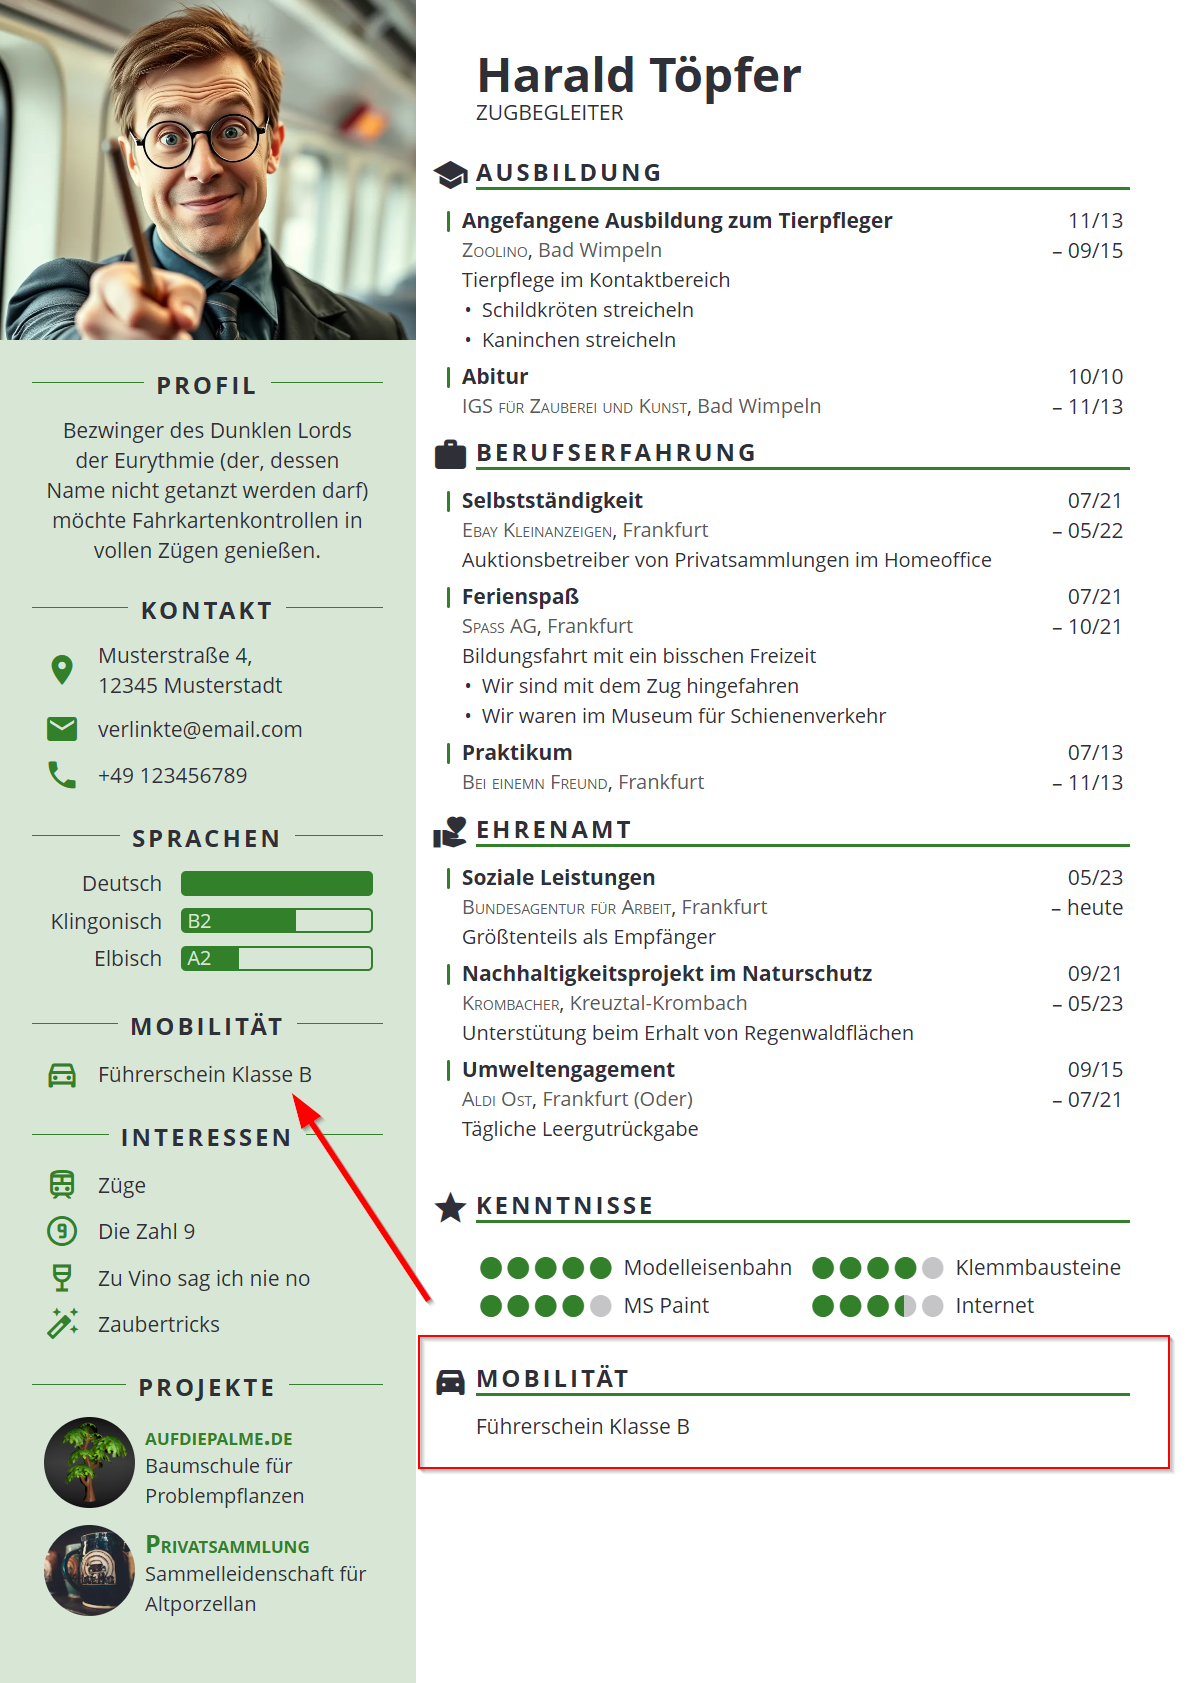 Harald Töpfer
ZUGBEGLEITER
PROFIL
Bezwinger des Dunklen Lords
der Eurythmie (der, dessen
Name nicht getanzt werden darf)
möchte Fahrkartenkontrollen in
vollen Zügen genießen.
KONTAKT
Musterstraße 4,
12345 Musterstadt
verlinkte@email.com
+49 123456789
SPRACHEN
Deutsch
Klingonisch B2
Elbisch A2
MOBILITÄT
Führerschein Klasse B
INTERESSEN
Züge
9 Die Zahl 9
Zu Vino sag ich nie no
Zaubertricks
PROJEKTE
AUFDIEPALME.DE
Baumschule für
Problempflanzen
PRIVATSAMMLUNG
Sammelleidenschaft für
Altporzellan
AUSBILDUNG
Angefangene Ausbildung zum Tierpfleger 11/13
ZOOLINO, Bad Wimpeln – 09/15
Tierpflege im Kontaktbereich
• Schildkröten streicheln
• Kaninchen streicheln
Abitur 10/10
IGS FÜR ZAUBEREI UND KUNST, Bad Wimpeln – 11/13
BERUFSERFAHRUNG
Selbstständigkeit 07/21
EBAY KLEINANZEIGEN, Frankfurt – 05/22
Auktionsbetreiber von Privatsammlungen im Homeoffice
Ferienspaß 07/21
SPASS AG, Frankfurt – 10/21
Bildungsfahrt mit ein bisschen Freizeit
• Wir sind mit dem Zug hingefahren
• Wir waren im Museum für Schienenverkehr
Praktikum 07/13
BEI EINEMN FREUND, Frankfurt – 11/13
EHRENAMT
Soziale Leistungen 05/23
BUNDESAGENTUR FÜR ARBEIT, Frankfurt – heute
Größtenteils als Empfänger
Nachhaltigkeitsprojekt im Naturschutz 09/21
KROMBACHER, Kreuztal-Krombach – 05/23
Unterstütung beim Erhalt von Regenwaldflächen
Umweltengagement 09/15
ALDI OST, Frankfurt (Oder) – 07/21
Tägliche Leergutrückgabe
KENNTNISSE
Modelleisenbahn Klemmbausteine
MS Paint Internet
MOBILITÄT
Führerschein Klasse B